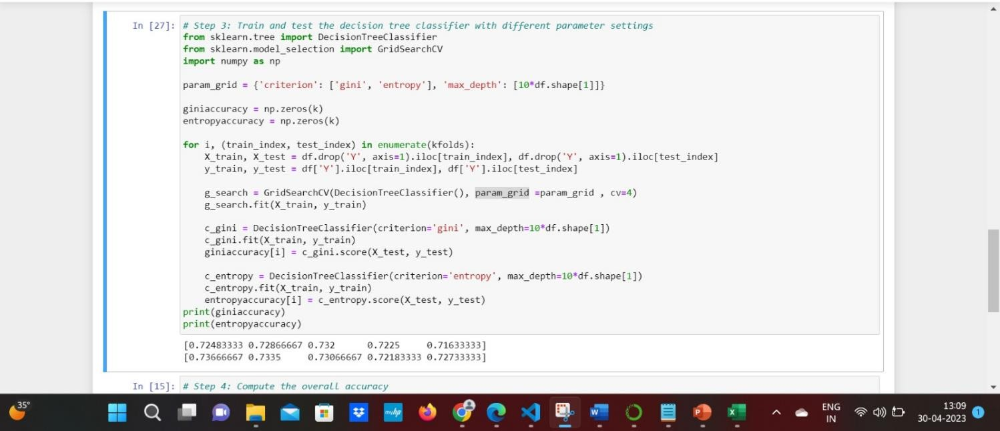 In [27]: # Step 3: Train and test the decision tree classifier with different parameter settings
from sklearn.tree import DecisionTreeClassifier
from sklearn.model_selection import GridSearchCV
import numpy as np
param_grid = {'criterion': ['gini', 'entropy'], 'max_depth': [10*df.shape[1]]}
giniaccuracy = np.zeros(k)
entropyaccuracy = np.zeros(k)
for i, (train_index, test_index) in enumerate(kfolds):
    X_train, X_test = df.drop('Y', axis=1).iloc[train_index], df.drop('Y', axis=1).iloc[test_index]
    y_train, y_test = df['Y'].iloc[train_index], df['Y'].iloc[test_index]
    g_search = GridSearchCV(DecisionTreeClassifier(), param_grid =param_grid , cv=4)
    g_search.fit(X_train, y_train)
    c_gini = DecisionTreeClassifier(criterion='gini', max_depth=10*df.shape[1])
    c_gini.fit(X_train, y_train)
    giniaccuracy[i] = c_gini.score(X_test, y_test)
    c_entropy = DecisionTreeClassifier(criterion='entropy', max_depth=10*df.shape[1])
    c_entropy.fit(X_train, y_train)
    entropyaccuracy[i] = c_entropy.score(X_test, y_test)
print(giniaccuracy)
print(entropyaccuracy)
[0.72483333 0.72866667 0.732      0.7225     0.71633333]
[0.73666667 0.7335     0.73066667 0.72183333 0.72733333]
In [15]: # Step 4: Compute the overall accuracy
35°
myhp
W
P
X
ENG
IN
13:09
30-04-2023
1